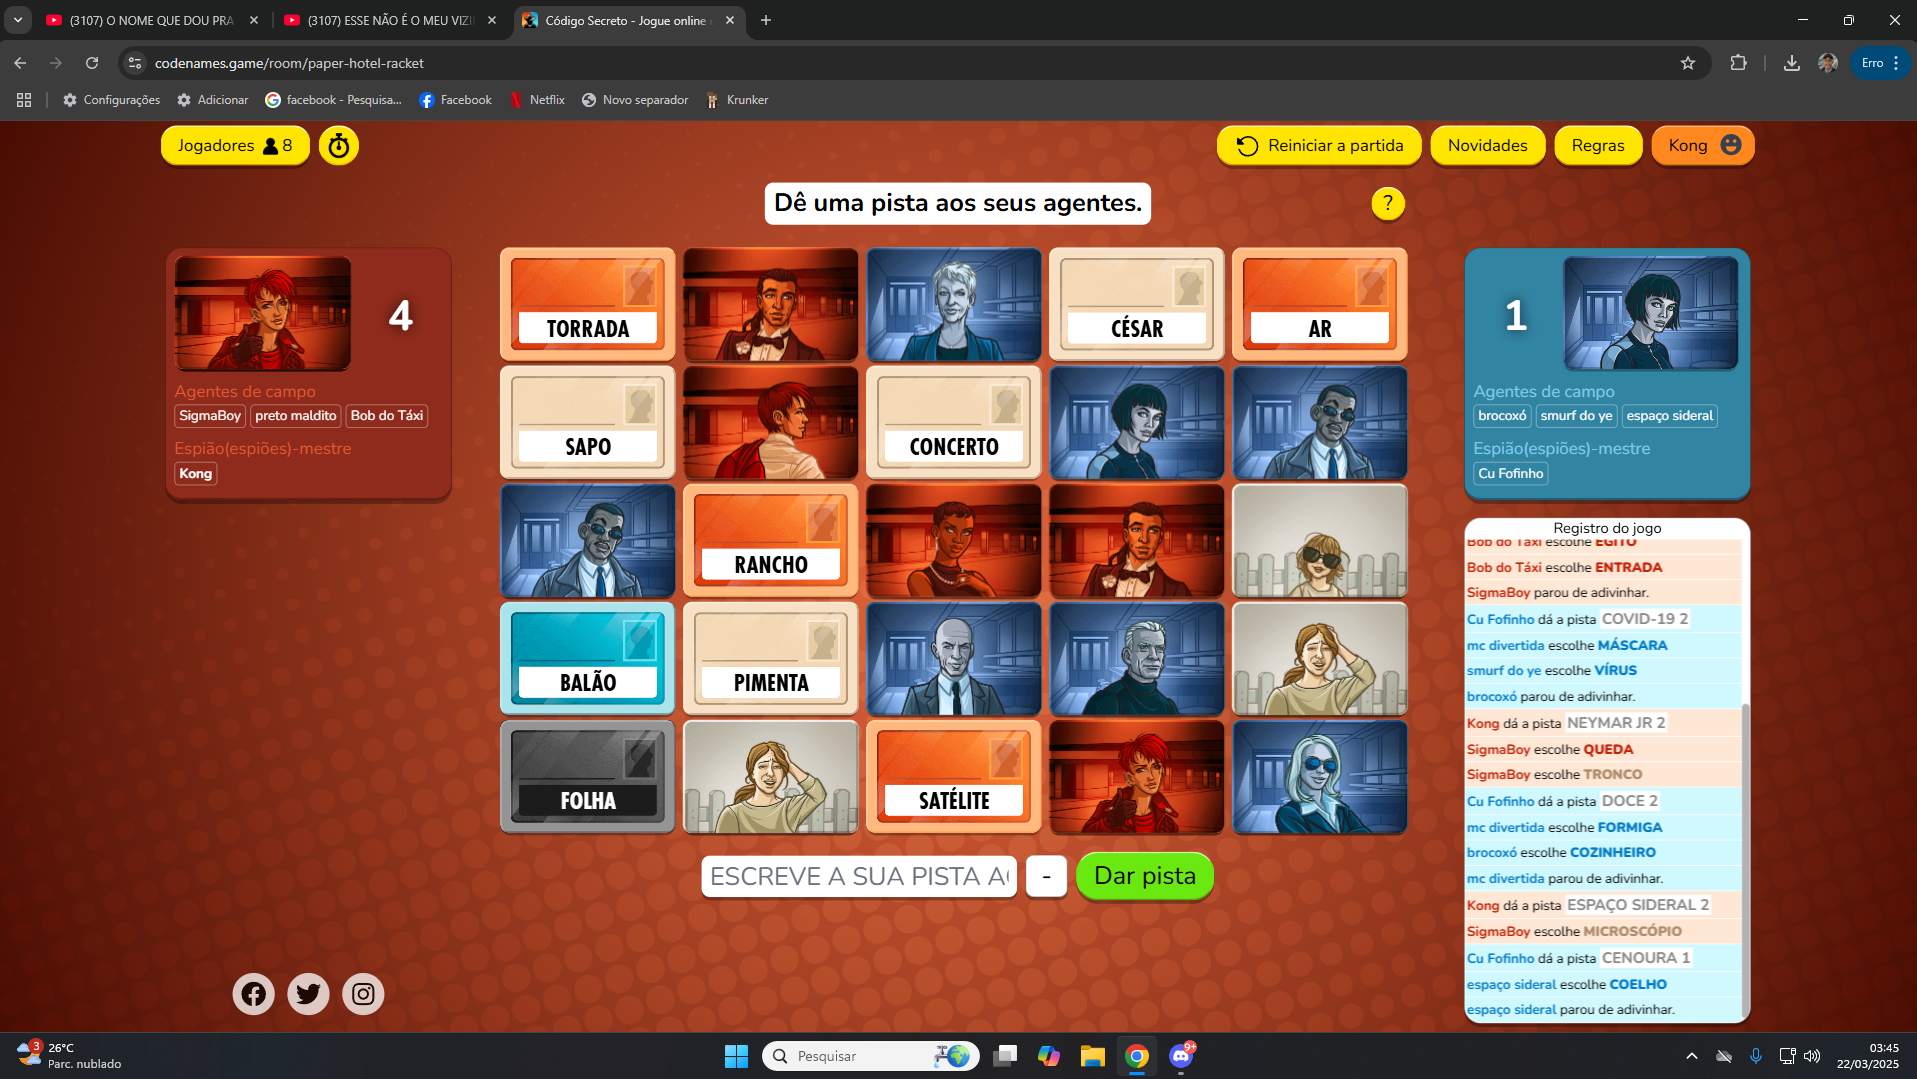 (3107) O NOME QUE DOU PRA
(3107) ESSE NÃO É O MEU VIZI
Código Secreto - Jogue online
codenames.game/room/paper-hotel-racket
Erro
Configurações
Adicionar
facebook - Pesquisa...
Facebook
Netflix
Novo separador
Krunker
Jogadores 8
Reiniciar a partida
Novidades
Regras
Kong
Dê uma pista aos seus agentes.
?
4
Agentes de campo
SigmaBoy preto maldito Bob do Táxi
Espião(espiões)-mestre
Kong
TORRADA
CÉSAR
AR
SAPO
CONCERTO
RANCHO
BALÃO
PIMENTA
FOLHA
SATÉLITE
1
Agentes de campo
brocoxó smurf do ye espaço sideral
Espião(espiões)-mestre
Cu Fofinho
Registro do jogo
Bob do Táxi escolhe EGITO
Bob do Táxi escolhe ENTRADA
SigmaBoy parou de adivinhar.
Cu Fofinho dá a pista COVID-19 2
mc divertida escolhe MÁSCARA
smurf do ye escolhe VÍRUS
brocoxó parou de adivinhar.
Kong dá a pista NEYMAR JR 2
SigmaBoy escolhe QUEDA
SigmaBoy escolhe TRONCO
Cu Fofinho dá a pista DOCE 2
mc divertida escolhe FORMIGA
brocoxó escolhe COZINHEIRO
mc divertida parou de adivinhar.
Kong dá a pista ESPAÇO SIDERAL 2
SigmaBoy escolhe MICROSCÓPIO
Cu Fofinho dá a pista CENOURA 1
espaço sideral escolhe COELHO
espaço sideral parou de adivinhar.
ESCREVE A SUA PISTA A
-
Dar pista
3
26°C
Parc. nublado
Pesquisar
9+
03:45
22/03/2025